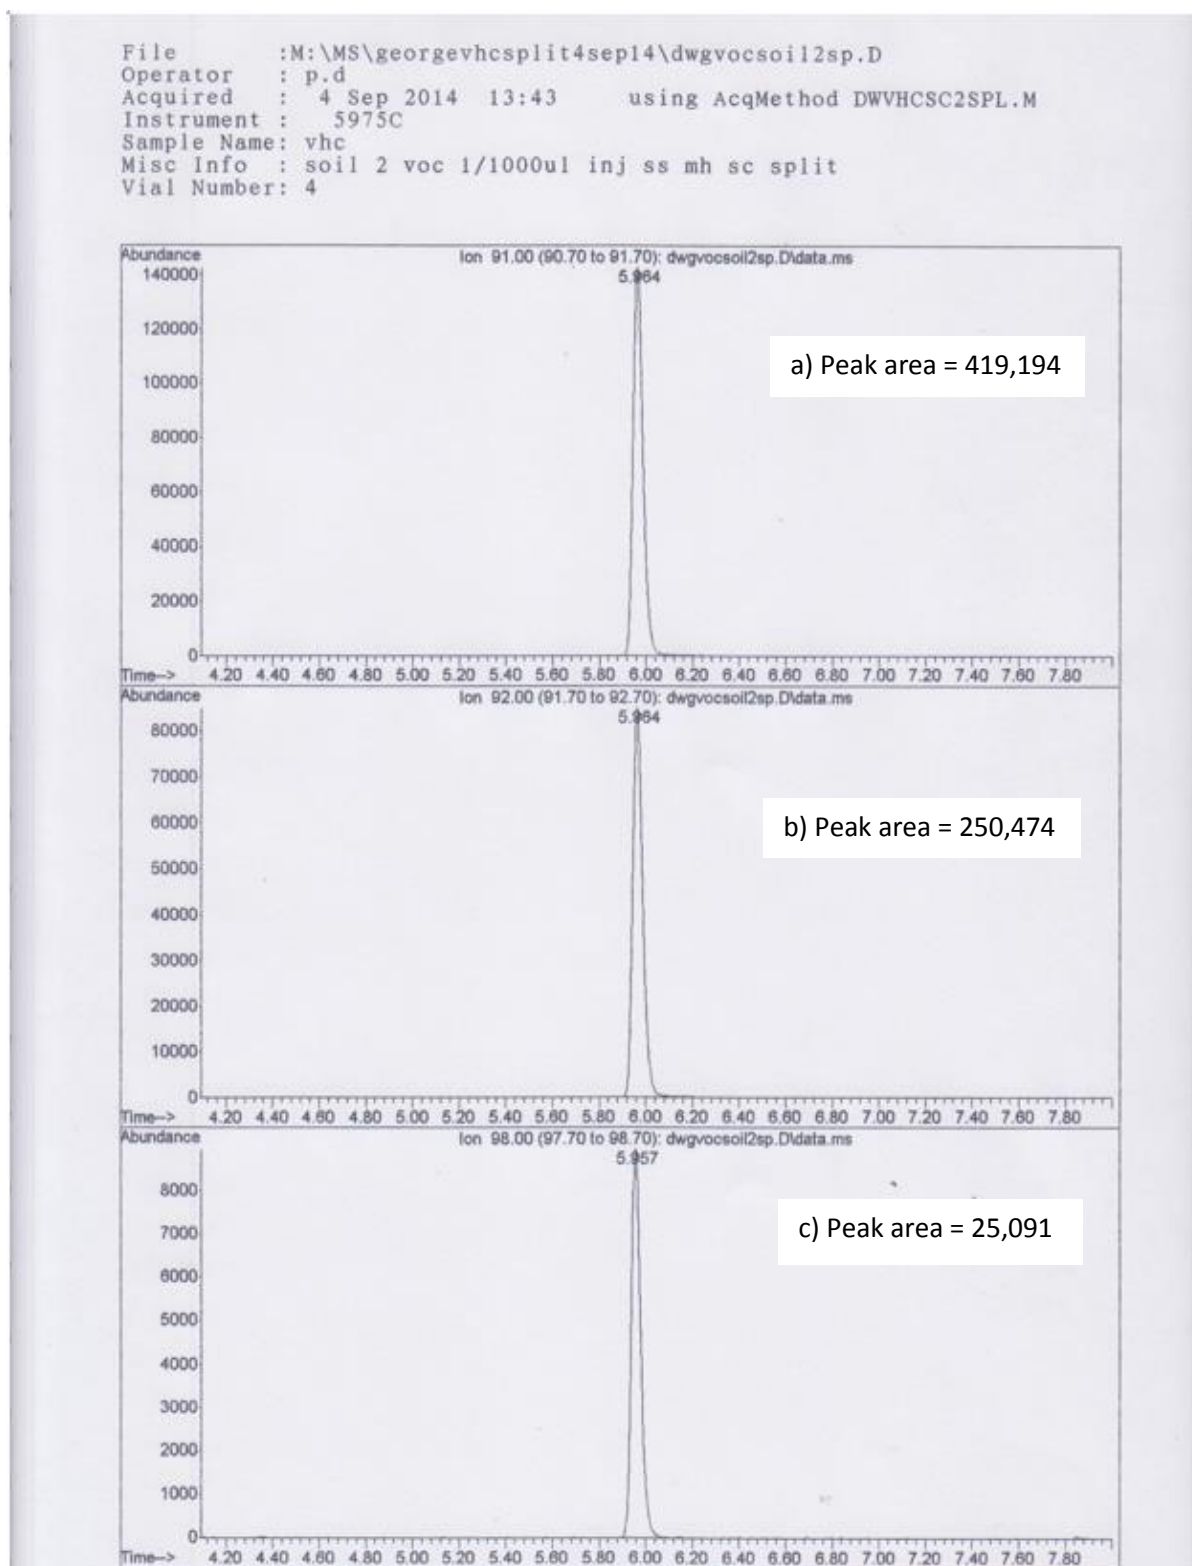 File :M:\MS\georgevhcsplit4sep14\dwgvocsoil2sp.D
Operator : p.d
Acquired : 4 Sep 2014 13:43 using AcqMethod DWVHCSC2SPL.M
Instrument : 5975C
Sample Name: vhc
Misc Info : soil 2 voc 1/1000ul inj ss mh sc split
Vial Number: 4
Abundance
Ion 91.00 (90.70 to 91.70): dwgvocsoil2sp.D\data.ms
5.964
140000
120000
100000
80000
60000
40000
20000
0
a) Peak area = 419,194
Time--> 4.20 4.40 4.60 4.80 5.00 5.20 5.40 5.60 5.80 6.00 6.20 6.40 6.60 6.80 7.00 7.20 7.40 7.60 7.80
Abundance
Ion 92.00 (91.70 to 92.70): dwgvocsoil2sp.D\data.ms
5.964
80000
70000
60000
50000
40000
30000
20000
10000
0
b) Peak area = 250,474
Time--> 4.20 4.40 4.60 4.80 5.00 5.20 5.40 5.60 5.80 6.00 6.20 6.40 6.60 6.80 7.00 7.20 7.40 7.60 7.80
Abundance
Ion 98.00 (97.70 to 98.70): dwgvocsoil2sp.D\data.ms
5.957
8000
7000
6000
5000
4000
3000
2000
1000
0
c) Peak area = 25,091
Time--> 4.20 4.40 4.60 4.80 5.00 5.20 5.40 5.60 5.80 6.00 6.20 6.40 6.60 6.80 7.00 7.20 7.40 7.60 7.80